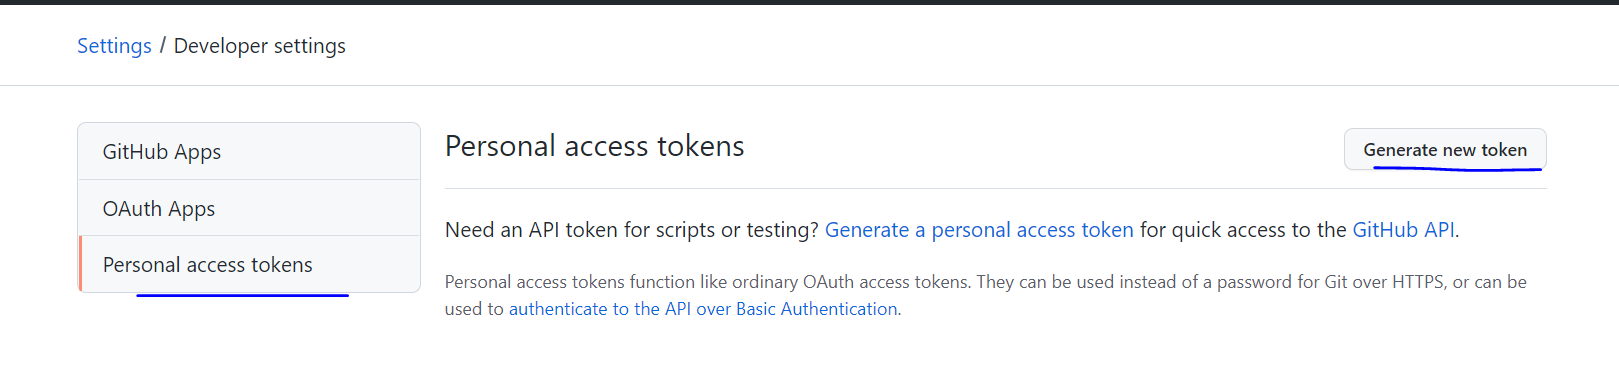 Settings / Developer settings
GitHub Apps
OAuth Apps
Personal access tokens
Personal access tokens
Generate new token
Need an API token for scripts or testing? Generate a personal access token for quick access to the GitHub API.
Personal access tokens function like ordinary OAuth access tokens. They can be used instead of a password for Git over HTTPS, or can be
used to authenticate to the API over Basic Authentication.